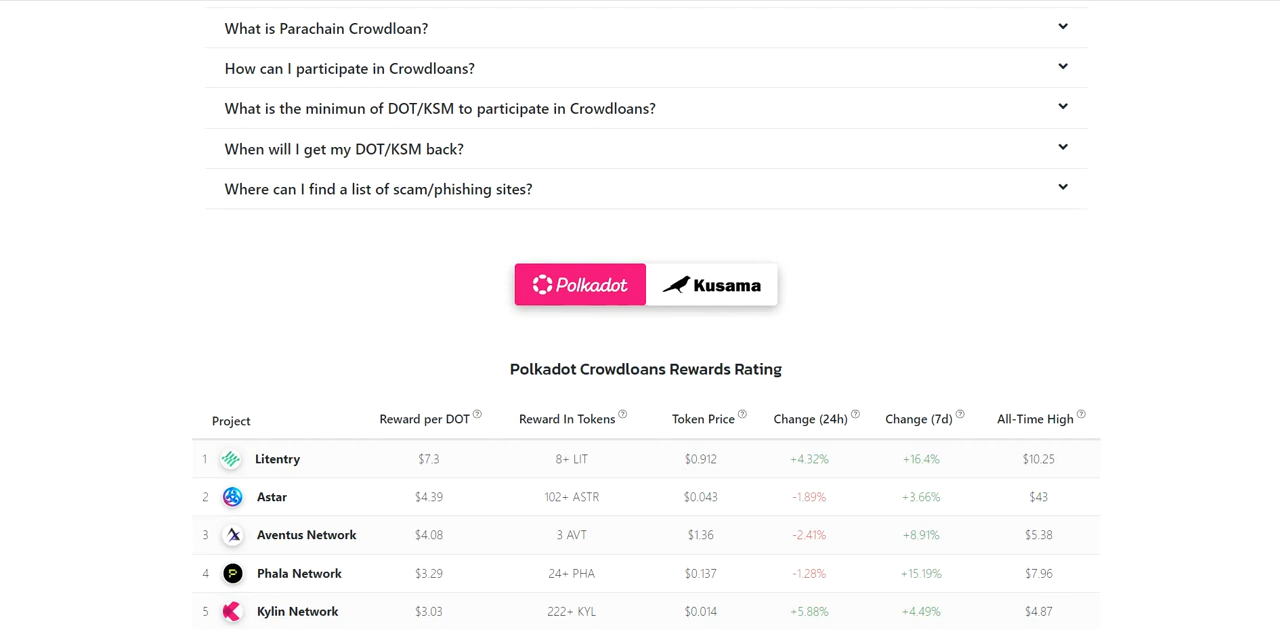 What is Parachain Crowdloan?
How can I participate in Crowdloans?
What is the minimun of DOT/KSM to participate in Crowdloans?
When will I get my DOT/KSM back?
Where can I find a list of scam/phishing sites?
Polkadot Kusama
Polkadot Crowdloans Rewards Rating
Project Reward per DOT ? Reward In Tokens ? Token Price ? Change (24h) ? Change (7d) ? All-Time High ?
1 Litentry $7.3 8+ LIT $0.912 +4.32% +16.4% $10.25
2 Astar $4.39 102+ ASTR $0.043 -1.89% +3.66% $43
3 Aventus Network $4.08 3 AVT $1.36 -2.41% +8.91% $5.38
4 Phala Network $3.29 24+ PHA $0.137 -1.28% +15.19% $7.96
5 Kylin Network $3.03 222+ KYL $0.014 +5.88% +4.49% $4.87